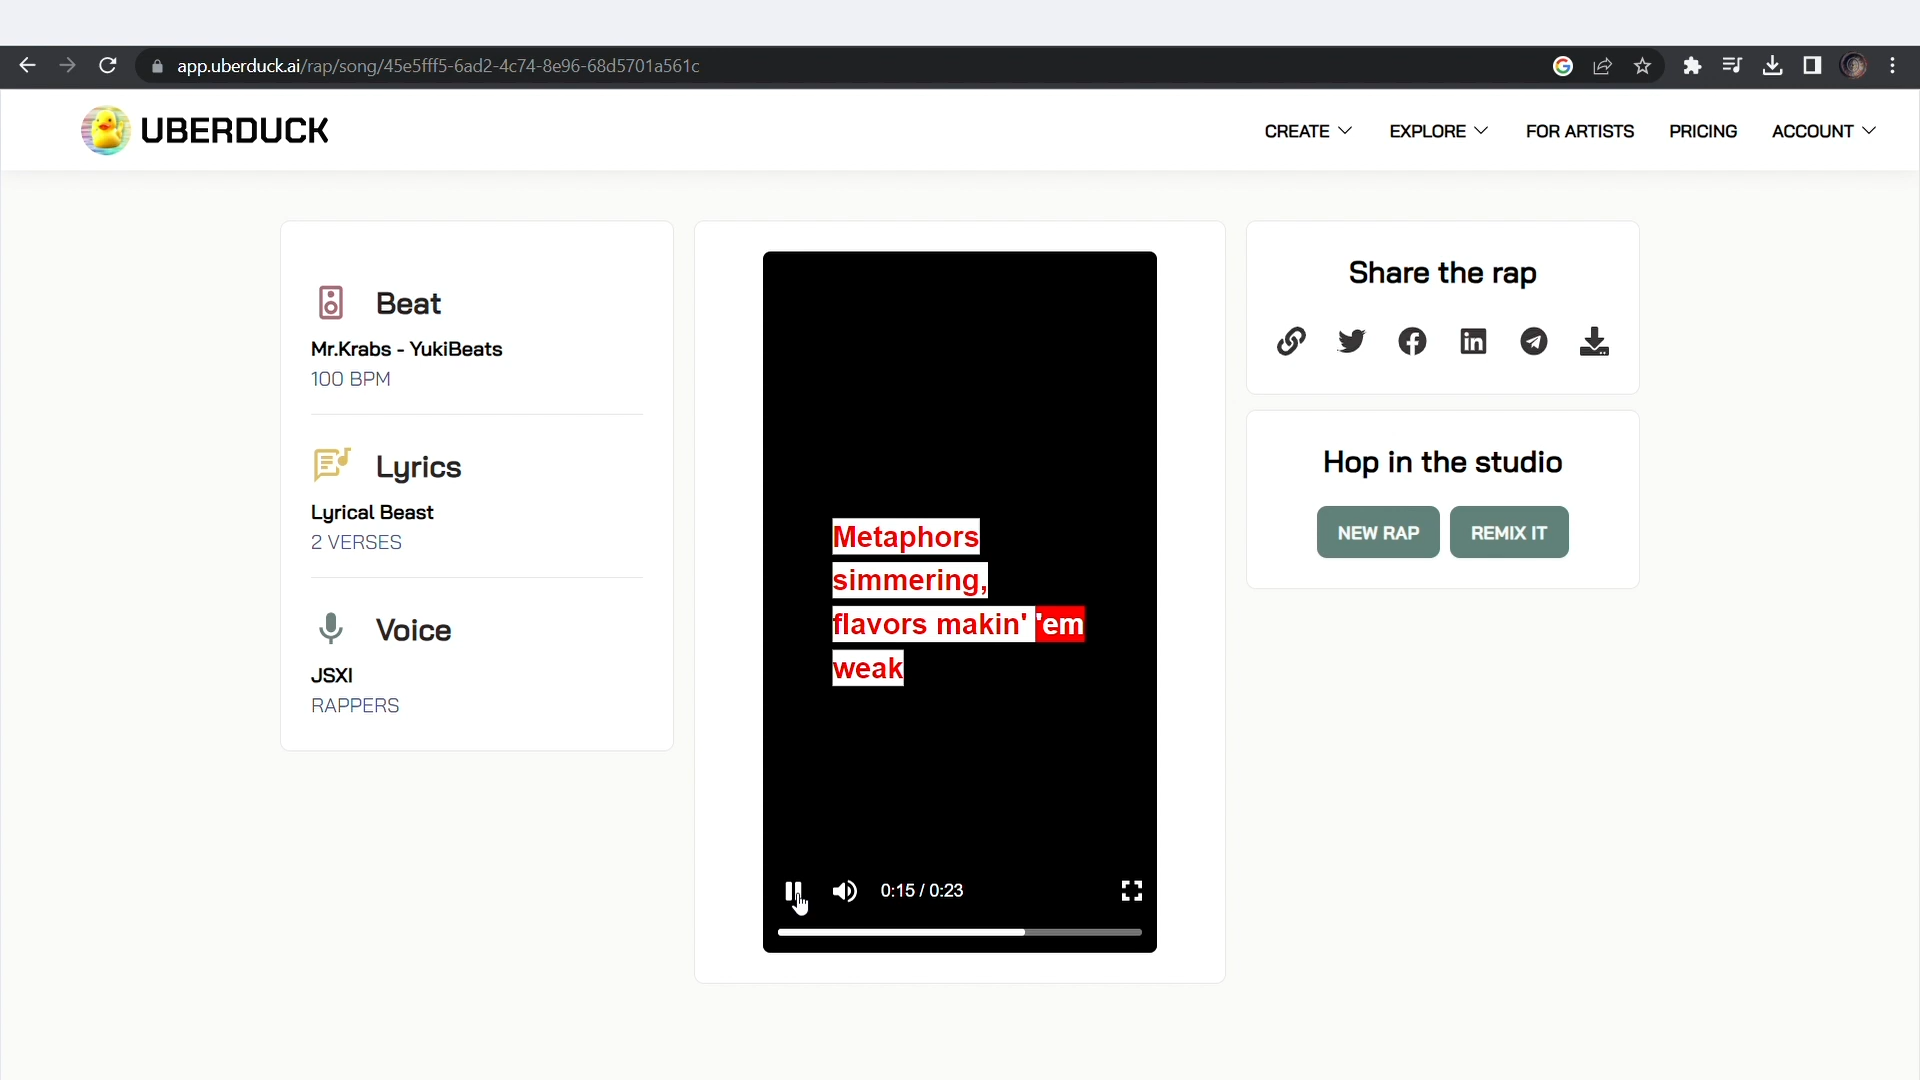 app.uberduck.ai/rap/song/45e5fff5-6ad2-4c74-8e96-68d5701a561c
UBERDUCK
CREATE
EXPLORE
FOR ARTISTS
PRICING
ACCOUNT
Beat
Mr.Krabs - YukiBeats
100 BPM
Lyrics
Lyrical Beast
2 VERSES
Voice
JSXI
RAPPERS
Metaphors
simmering,
flavors makin' 'em
weak
0:15 / 0:23
Share the rap
Hop in the studio
NEW RAP
REMIX IT